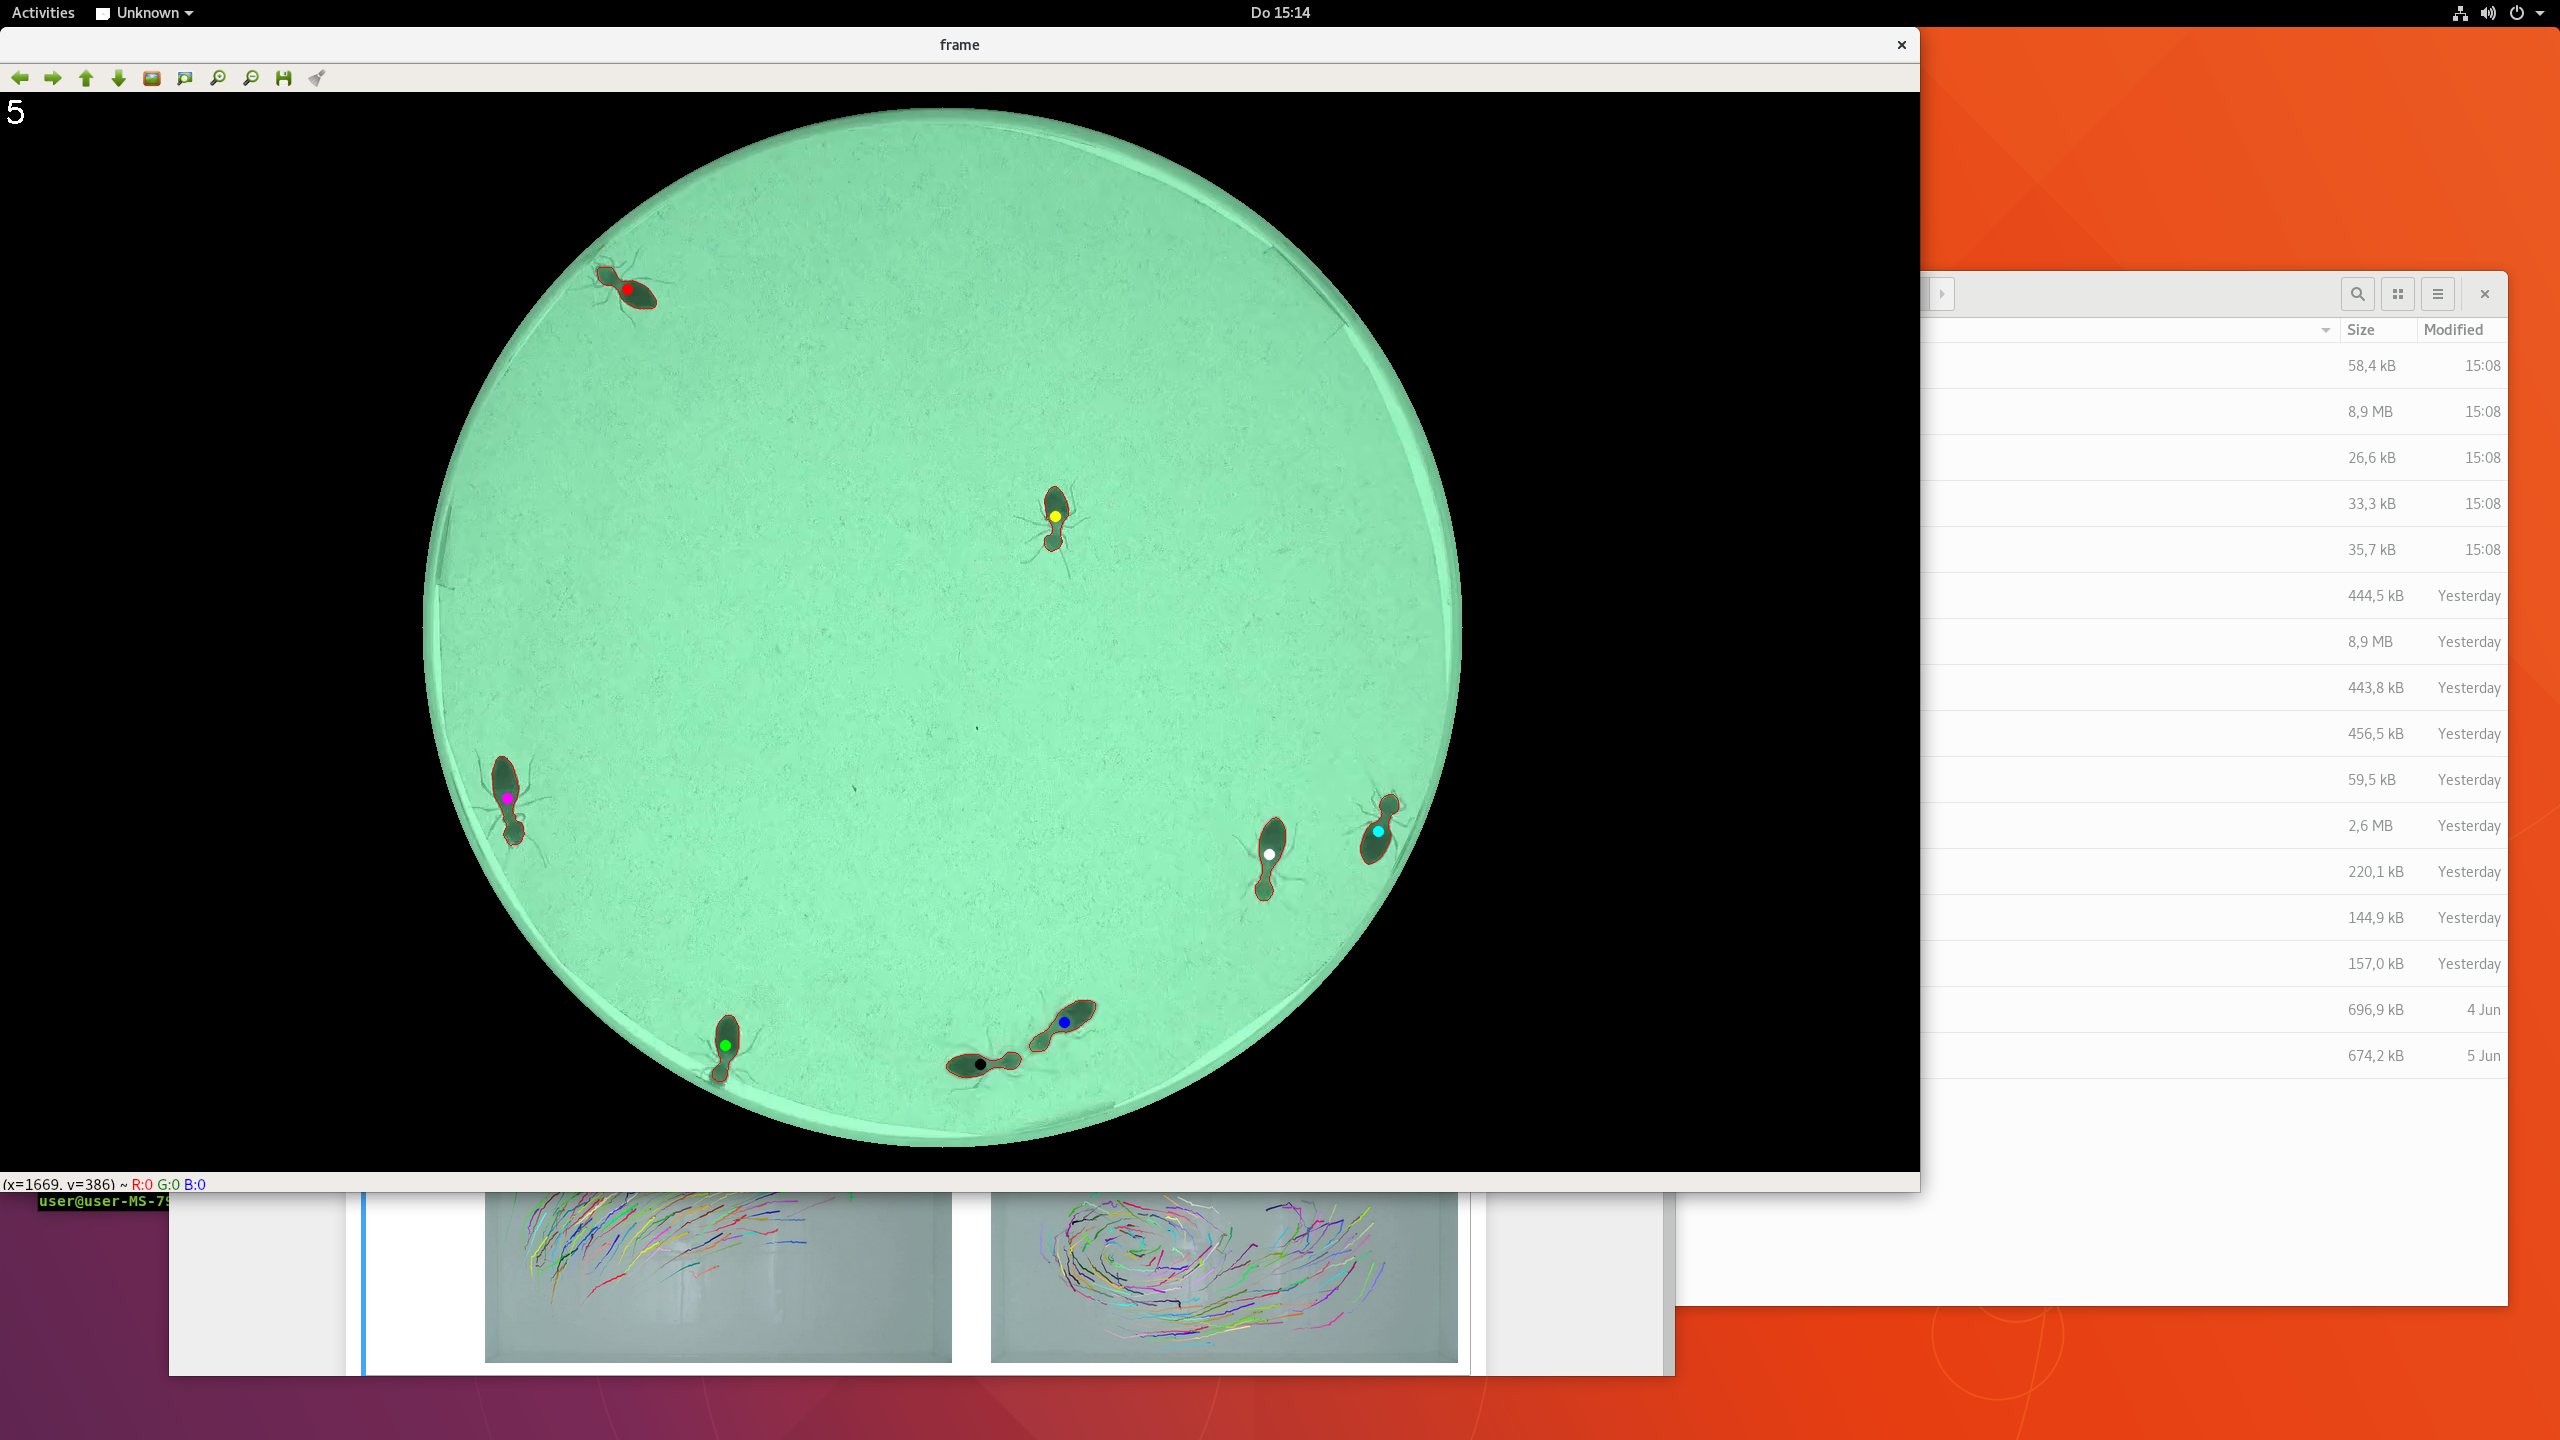 Activities Unknown Do 15:14
frame
5
Size Modified
58,4 kB 15:08
8,9 MB 15:08
26,6 kB 15:08
33,3 kB 15:08
35,7 kB 15:08
444,5 kB Yesterday
8,9 MB Yesterday
443,8 kB Yesterday
456,5 kB Yesterday
59,5 kB Yesterday
2,6 MB Yesterday
220,1 kB Yesterday
144,9 kB Yesterday
157,0 kB Yesterday
696,9 kB 4 Jun
674,2 kB 5 Jun
(x=1669, y=386) ~ R:0 G:0 B:0
user@user-MS-79